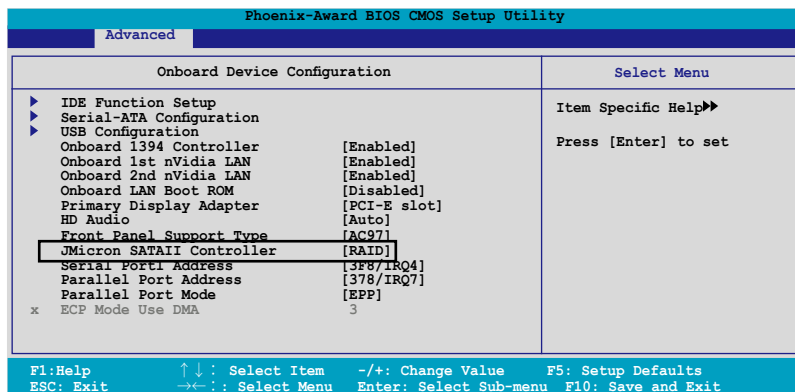 Phoenix-Award BIOS CMOS Setup Utility
Advanced
Onboard Device Configuration
Select Menu
IDE Function Setup
Serial-ATA Configuration
USB Configuration
Onboard 1394 Controller [Enabled]
Onboard 1st nVidia LAN [Enabled]
Onboard 2nd nVidia LAN [Enabled]
Onboard LAN Boot ROM [Disabled]
Primary Display Adapter [PCI-E slot]
HD Audio [Auto]
Front Panel Support Type [AC97]
JMicron SATAII Controller [RAID]
Serial Port1 Address [3F8/IRQ4]
Parallel Port Address [378/IRQ7]
Parallel Port Mode [EPP]
x ECP Mode Use DMA 3
Item Specific Help
Press [Enter] to set
F1:Help ↑↓: Select Item -/+: Change Value F5: Setup Defaults
ESC: Exit →←: Select Menu Enter: Select Sub-menu F10: Save and Exit